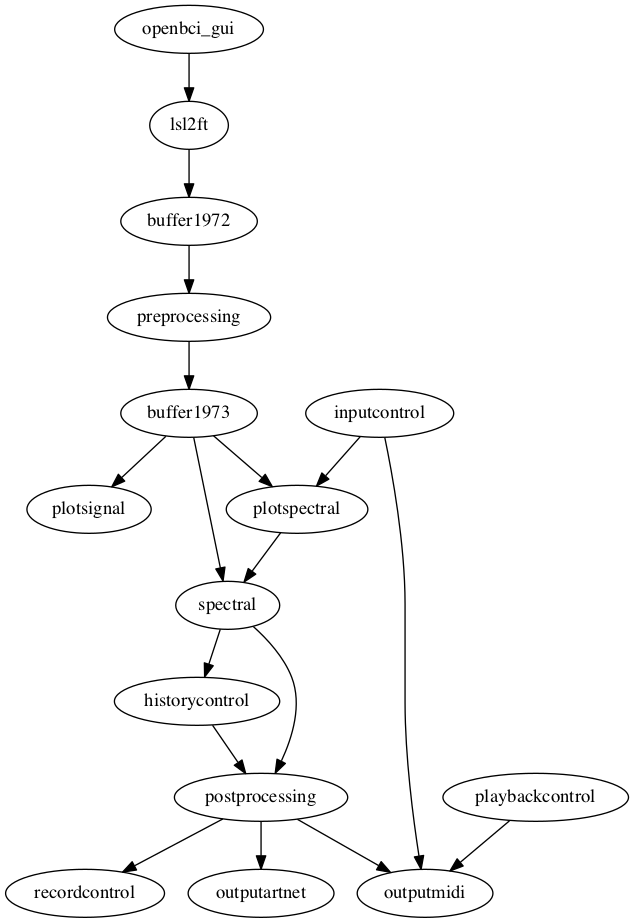 openbci_gui
lsl2ft
buffer1972
preprocessing
buffer1973
inputcontrol
plotsignal
plotspectral
spectral
historycontrol
postprocessing
playbackcontrol
recordcontrol
outputartnet
outputmidi